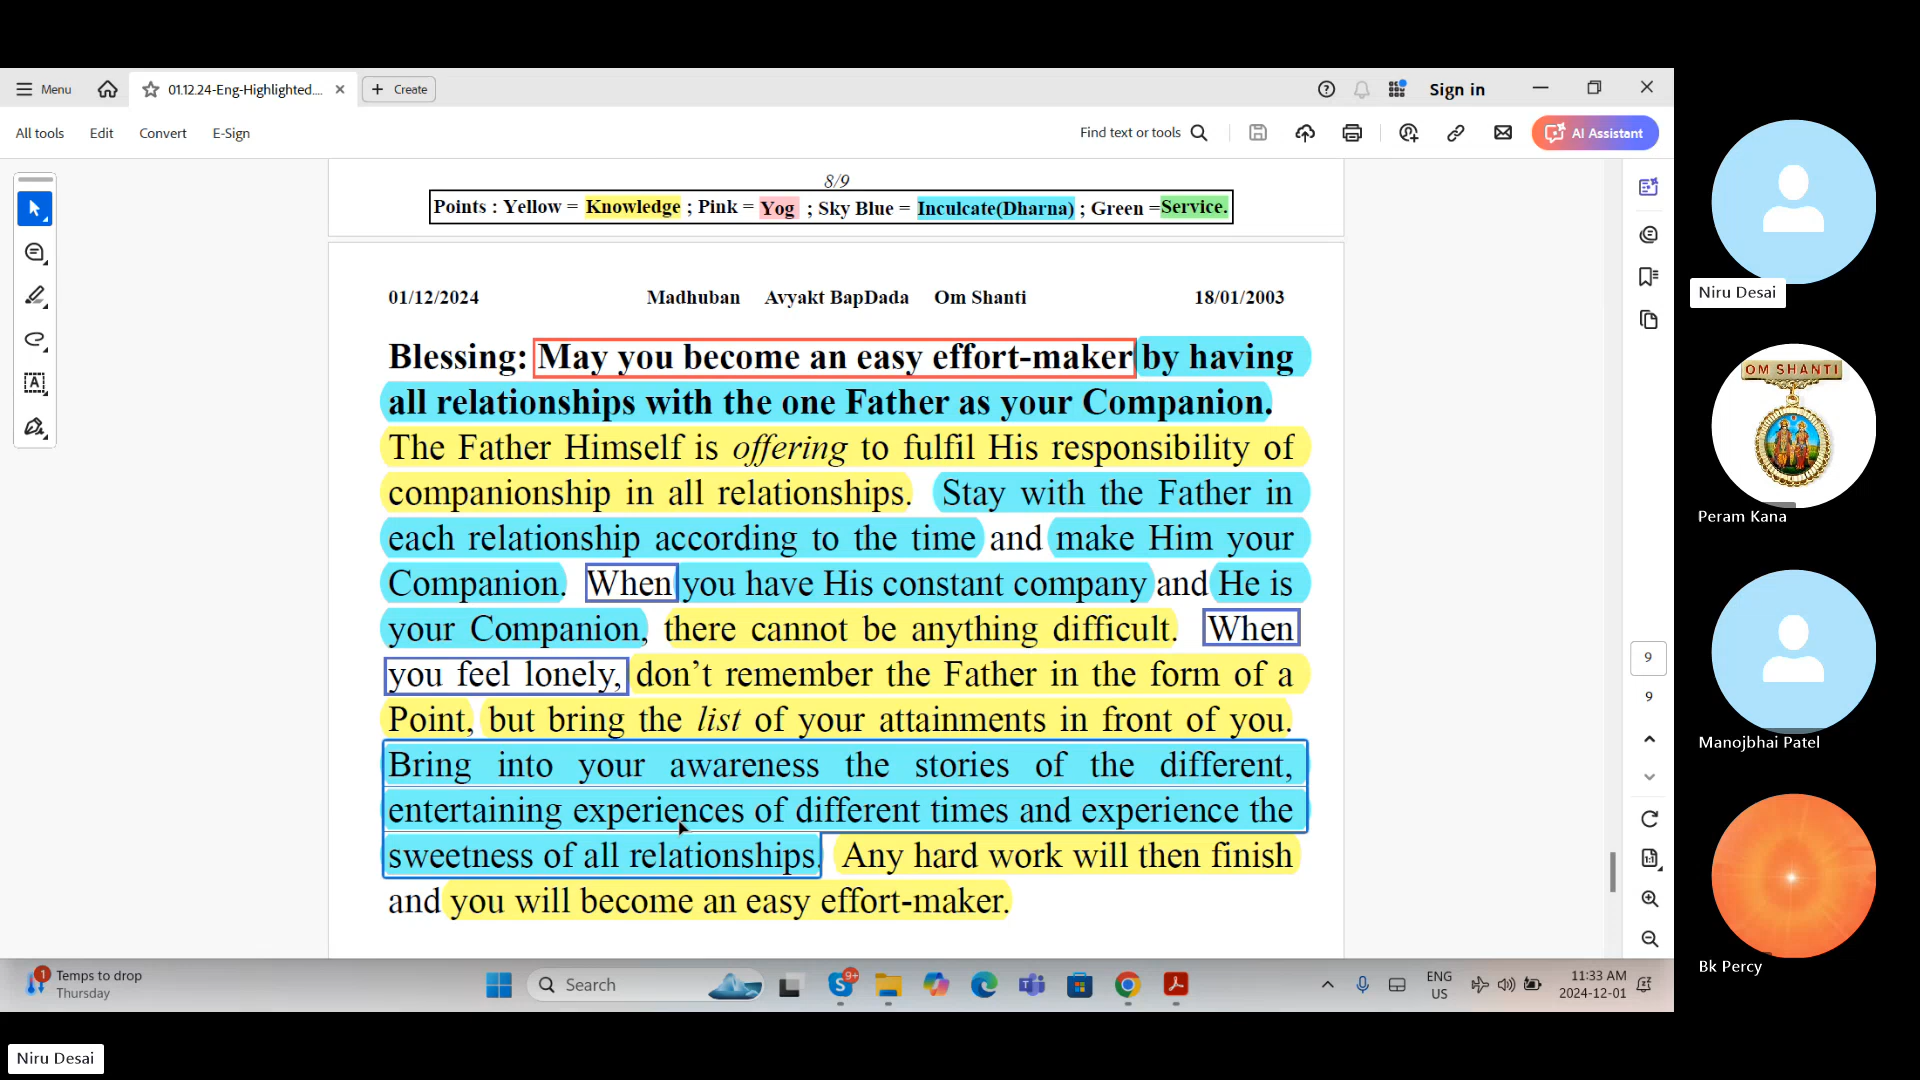 Menu
01.12.24-Eng-Highlighted....
Create
Sign in
All tools
Edit
Convert
E-Sign
Find text or tools
AI Assistant
8/9
Points : Yellow = Knowledge ; Pink = Yog ; Sky Blue = Inculcate(Dharna) ; Green =Service.
01/12/2024 Madhuban Avyakt BapDada Om Shanti 18/01/2003
Blessing: May you become an easy effort-maker by having
all relationships with the one Father as your Companion.
The Father Himself is offering to fulfil His responsibility of
companionship in all relationships. Stay with the Father in
each relationship according to the time and make Him your
Companion. When you have His constant company and He is
your Companion, there cannot be anything difficult. When
you feel lonely, don’t remember the Father in the form of a
Point, but bring the list of your attainments in front of you.
Bring into your awareness the stories of the different,
entertaining experiences of different times and experience the
sweetness of all relationships. Any hard work will then finish
and you will become an easy effort-maker.
9
9
1:1
1
Temps to drop
Thursday
Search
9+
ENG
US
11:33 AM
2024-12-01
Niru Desai
OM SHANTI
Peram Kana
Manojbhai Patel
Bk Percy
Niru Desai